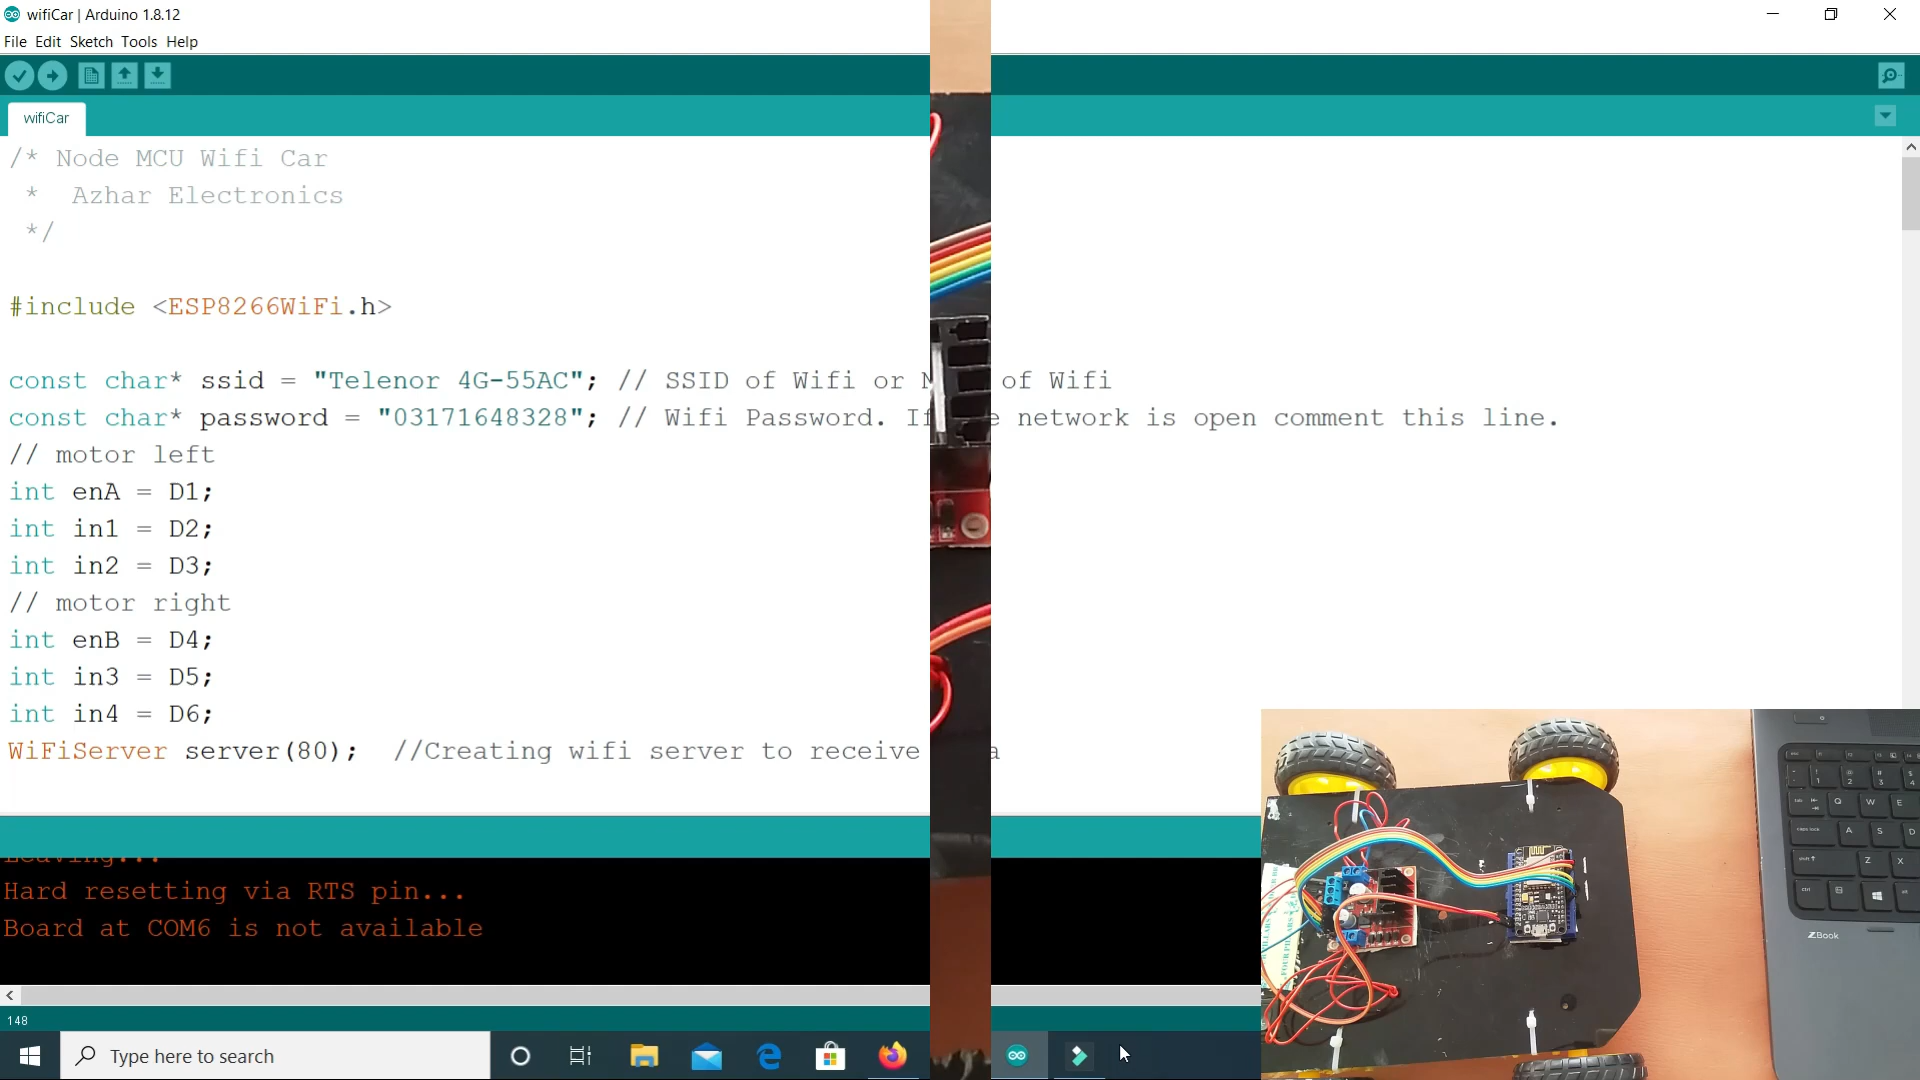 wifiCar | Arduino 1.8.12
File Edit Sketch Tools Help
wifiCar
/* Node MCU Wifi Car
* Azhar Electronics
*/
#include <ESP8266WiFi.h>
const char* ssid = "Telenor 4G-55AC"; // SSID of Wifi or N of Wifi
const char* password = "03171648328"; // Wifi Password. If e network is open comment this line.
// motor left
int enA = D1;
int in1 = D2;
int in2 = D3;
// motor right
int enB = D4;
int in3 = D5;
int in4 = D6;
WiFiServer server(80); //Creating wifi server to receive a
Leaving...
Hard resetting via RTS pin...
Board at COM6 is not available
148
Type here to search
ZBook